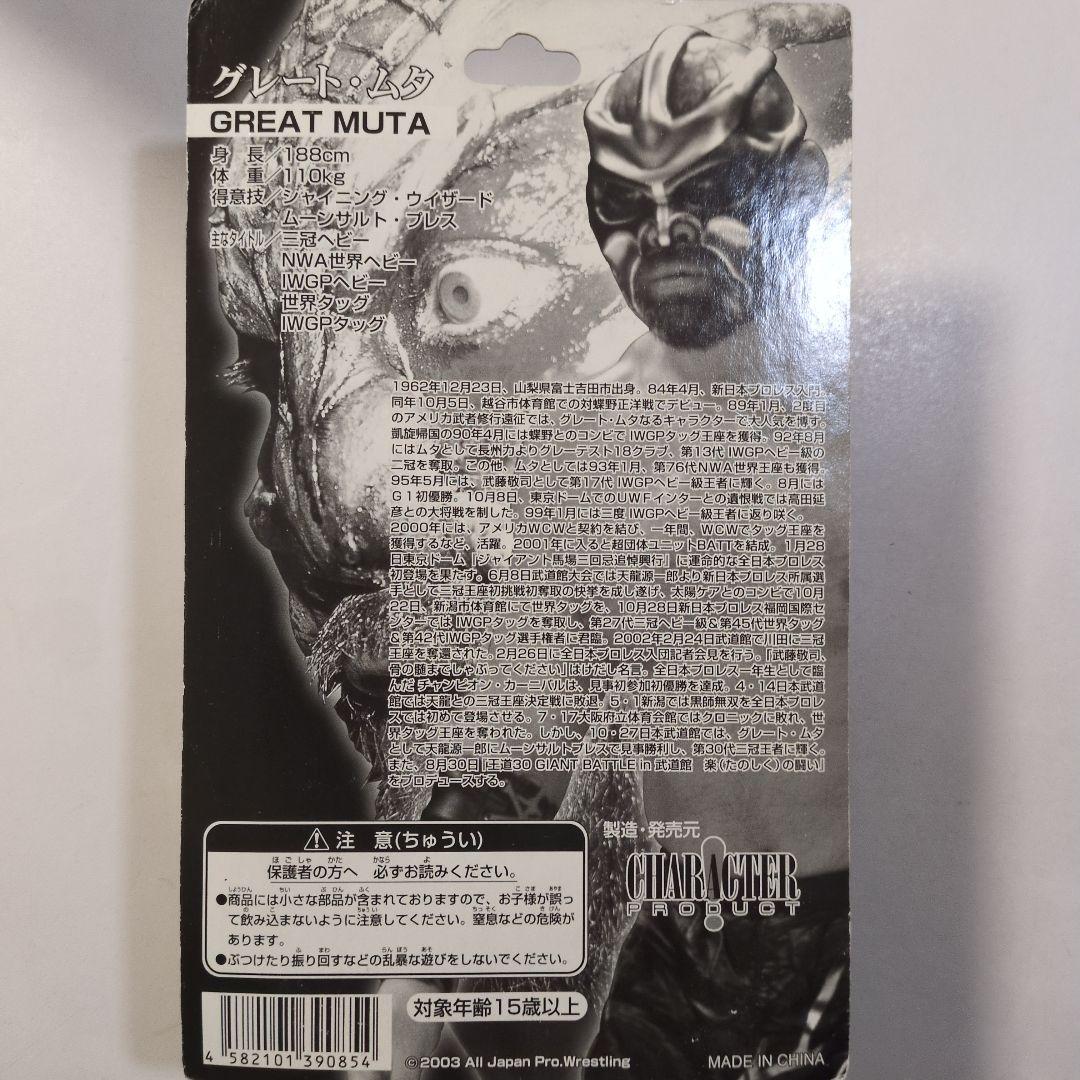 グレート・ムタ
GREAT MUTA
身　長／188cm
体　重／110kg
得意技／シャイニング・ウイザード
ムーンサルト・プレス
主なタイトル／三冠ヘビー
NWA世界ヘビー
IWGPヘビー
世界タッグ
IWGPタッグ
1962年12月23日、山梨県富士吉田市出身。84年4月、新日本プロレス入門。
同年10月5日、越谷市体育館での対蝶野正洋戦でデビュー。89年1月、2度目
のアメリカ武者修行遠征では、グレート・ムタなるキャラクターで大人気を博す。
凱旋帰国の90年4月には蝶野とのコンビで IWGPタッグ王座を獲得。92年8月
にはムタとして長州力よりグレーテスト18クラブ、第13代 IWGPヘビー級の
二冠を奪取。この他、ムタとしては93年1月、第76代NWA世界王座も獲得。
95年5月には、武藤敬司として第17代 IWGPヘビー級王者に輝く。8月には
G1初優勝。10月8日、東京ドームでのUWFインターとの遺恨戦では高田延
彦との大将戦を制した。99年1月には三度 IWGPヘビー級王者に返り咲く。
2000年には、アメリカWCWと契約を結び、一年間、WCWでタッグ王座を
獲得するなど、活躍。2001年に入ると超団体ユニットBATTを結成。1月28
日東京ドーム「ジャイアント馬場三回忌追悼興行」に運命的な全日本プロレス
初登場を果たす。6月8日武道館大会では天龍源一郎より新日本プロレス所属選
手として三冠王座初挑戦初奪取の快挙を成し遂げ、太陽ケアとのコンビで10月
22日、新潟市体育館にて世界タッグを、10月28日新日本プロレス福岡国際セ
ンターでは IWGPタッグを奪取し、第27代三冠ヘビー級＆第45代世界タッグ
＆第42代IWGPタッグ選手権者に君臨。2002年2月24日武道館で川田に三冠
王座を奪還された。2月26日に全日本プロレス入団記者会見を行う。「武藤敬司、
骨の髄までしゃぶってください」はけだし名言。全日本プロレス一年生として臨
んだ チャンピオン・カーニバルは、見事初参加初優勝を達成。4・14日本武道
館では天龍との三冠王座決定戦に敗退。5・1新潟では黒師無双を全日本プロレ
スでは初めて登場させる。7・17大阪府立体育会館ではクロニックに敗れ、世
界タッグ王座を奪われた。しかし、10・27日本武道館では、グレート・ムタ
として天龍源一郎にムーンサルトプレスで見事勝利し、第30代三冠王者に輝く。
また、8月30日「王道30 GIANT BATTLE in 武道館　楽(たのしく)の闘い」
をプロデュースする。
⚠注　意(ちゅうい)
保護者の方へ　必ずお読みください。
●商品には小さな部品が含まれておりますので、お子様が誤っ
て飲み込まないように注意してください。窒息などの危険が
あります。
●ぶつけたり振り回すなどの乱暴な遊びをしないでください。
製造・発売元
CHARACTER
PRODUCT
対象年齢15歳以上
4 582101 390854
©2003 All Japan Pro.Wrestling
MADE IN CHINA